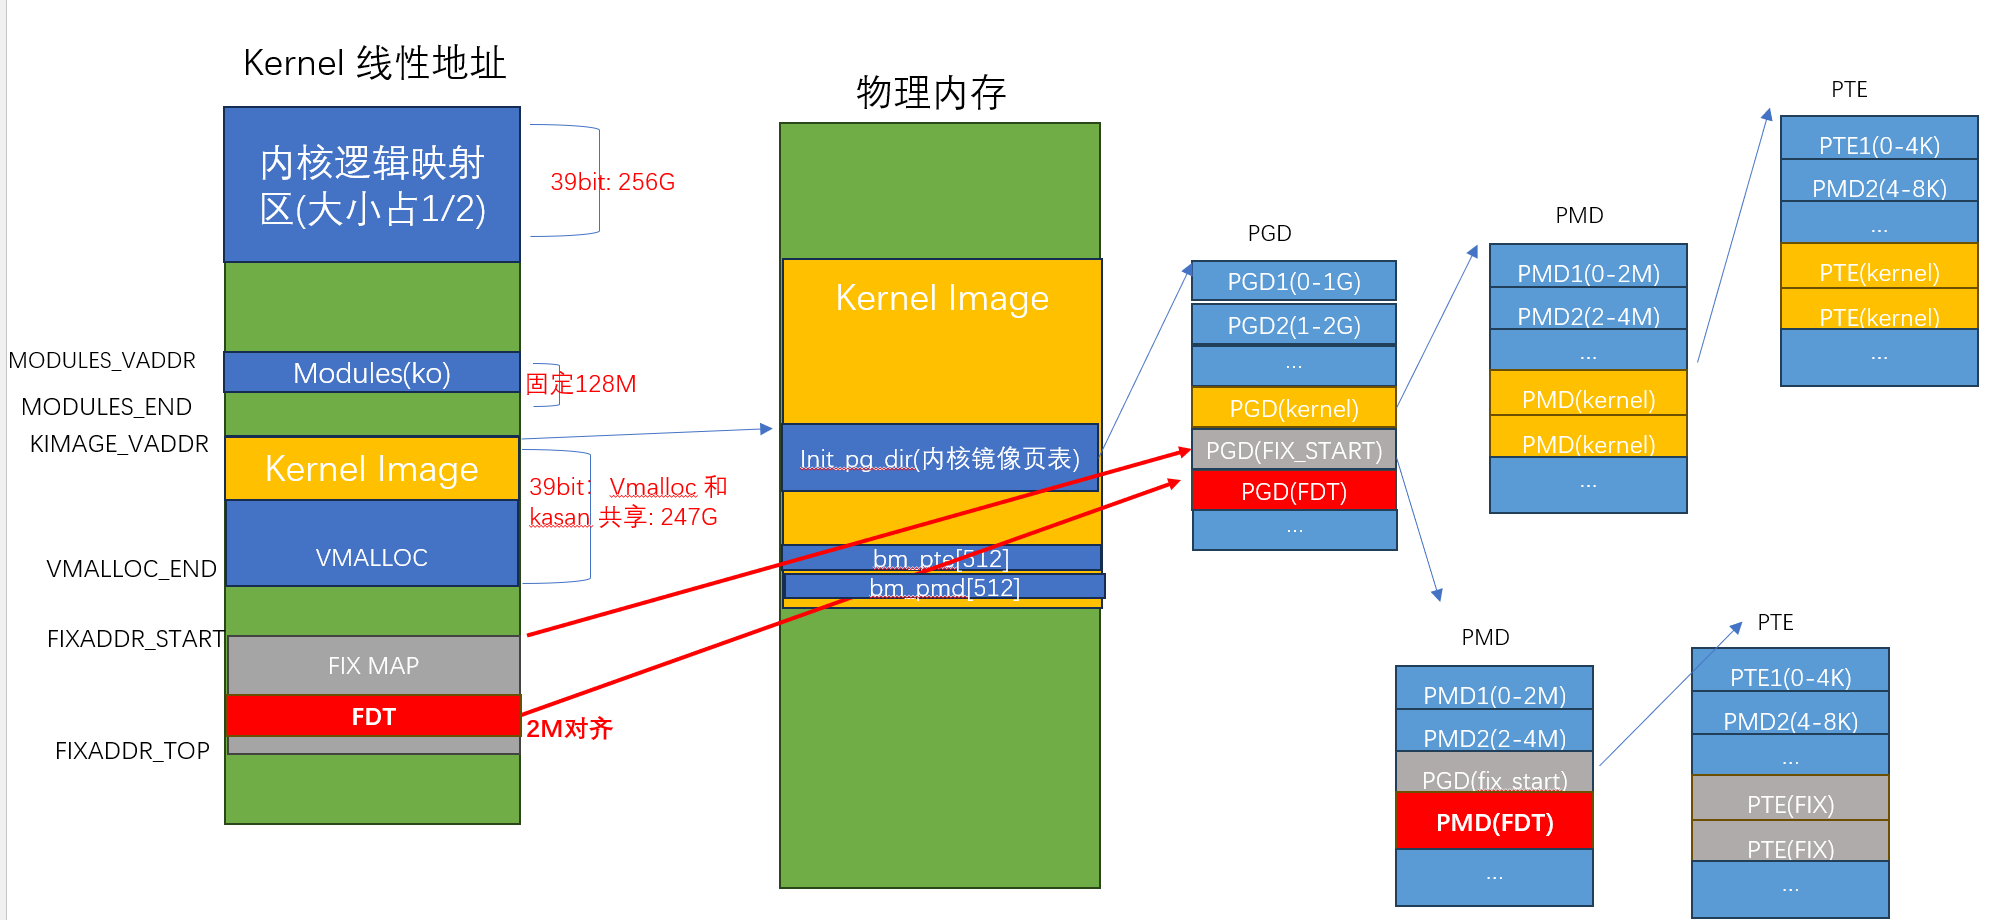 Kernel 线性地址
内核逻辑映射
区(大小占1/2)
39bit: 256G
MODULES_VADDR
Modules(ko)
固定128M
MODULES_END
KIMAGE_VADDR
Kernel Image
39bit： Vmalloc 和
kasan 共享: 247G
VMALLOC
VMALLOC_END
FIXADDR_START
FIX MAP
FDT
2M对齐
FIXADDR_TOP
物理内存
Kernel Image
Init_pg_dir(内核镜像页表)
bm_pte[512]
bm_pmd[512]
PGD
PGD1(0-1G)
PGD2(1-2G)
...
PGD(kernel)
PGD(FIX_START)
PGD(FDT)
...
PMD
PMD1(0-2M)
PMD2(2-4M)
...
PMD(kernel)
PMD(kernel)
...
PTE
PTE1(0-4K)
PMD2(4-8K)
...
PTE(kernel)
PTE(kernel)
...
PMD
PMD1(0-2M)
PMD2(2-4M)
PGD(fix_start)
PMD(FDT)
...
PTE
PTE1(0-4K)
PMD2(4-8K)
...
PTE(FIX)
PTE(FIX)
...